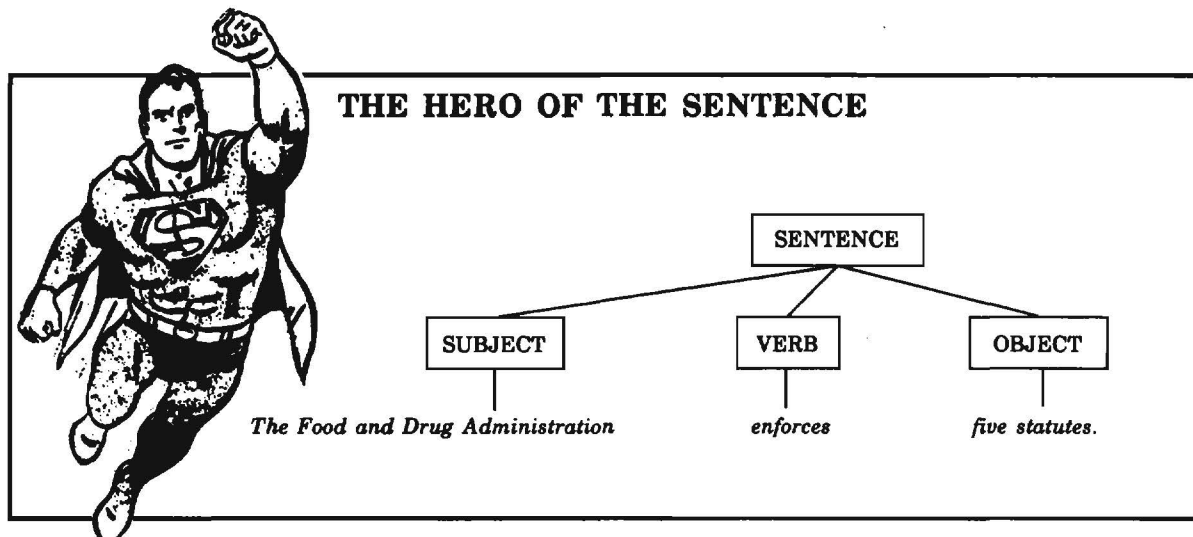 THE HERO OF THE SENTENCE
SENTENCE
SUBJECT VERB OBJECT
The Food and Drug Administration enforces five statutes.
S